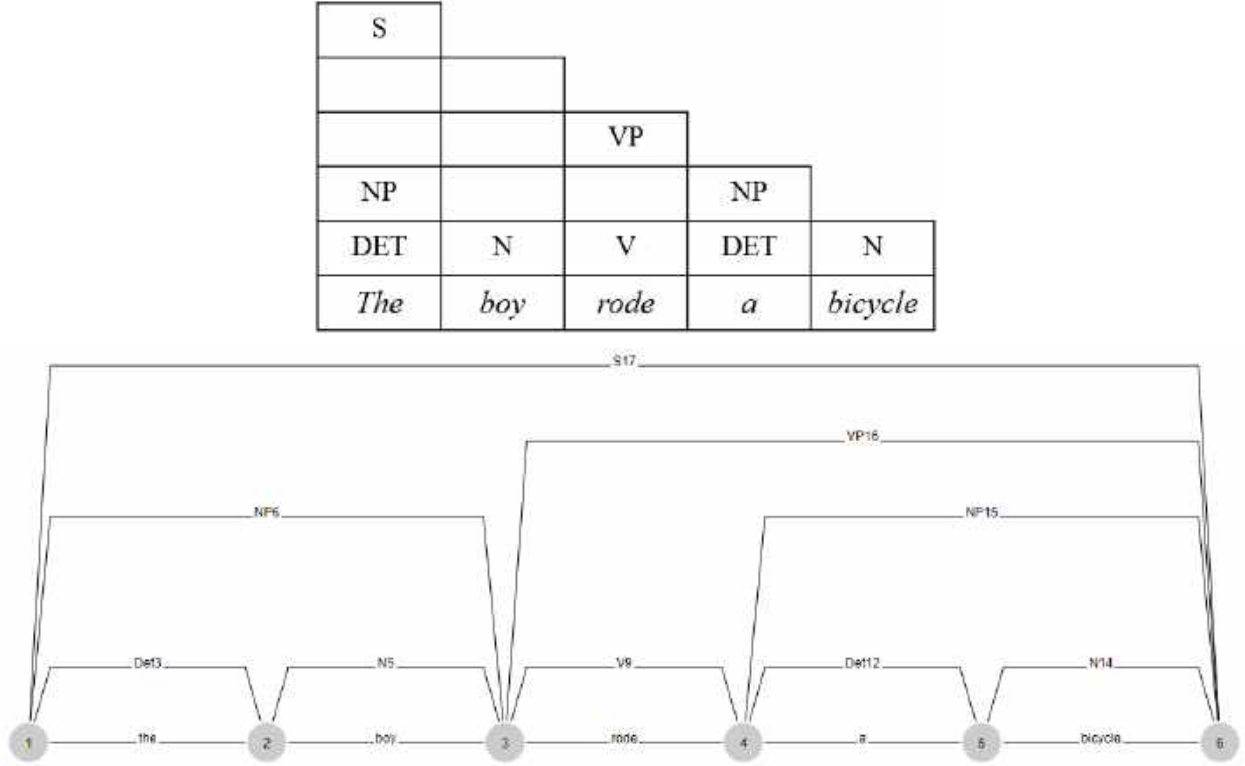 S
VP
NP NP
DET N V DET N
The boy rode a bicycle
S17
VP16
NP6 NP15
Det3 N5 V9 Det12 N14
1 the 2 boy 3 rode 4 a 5 bicycle 6